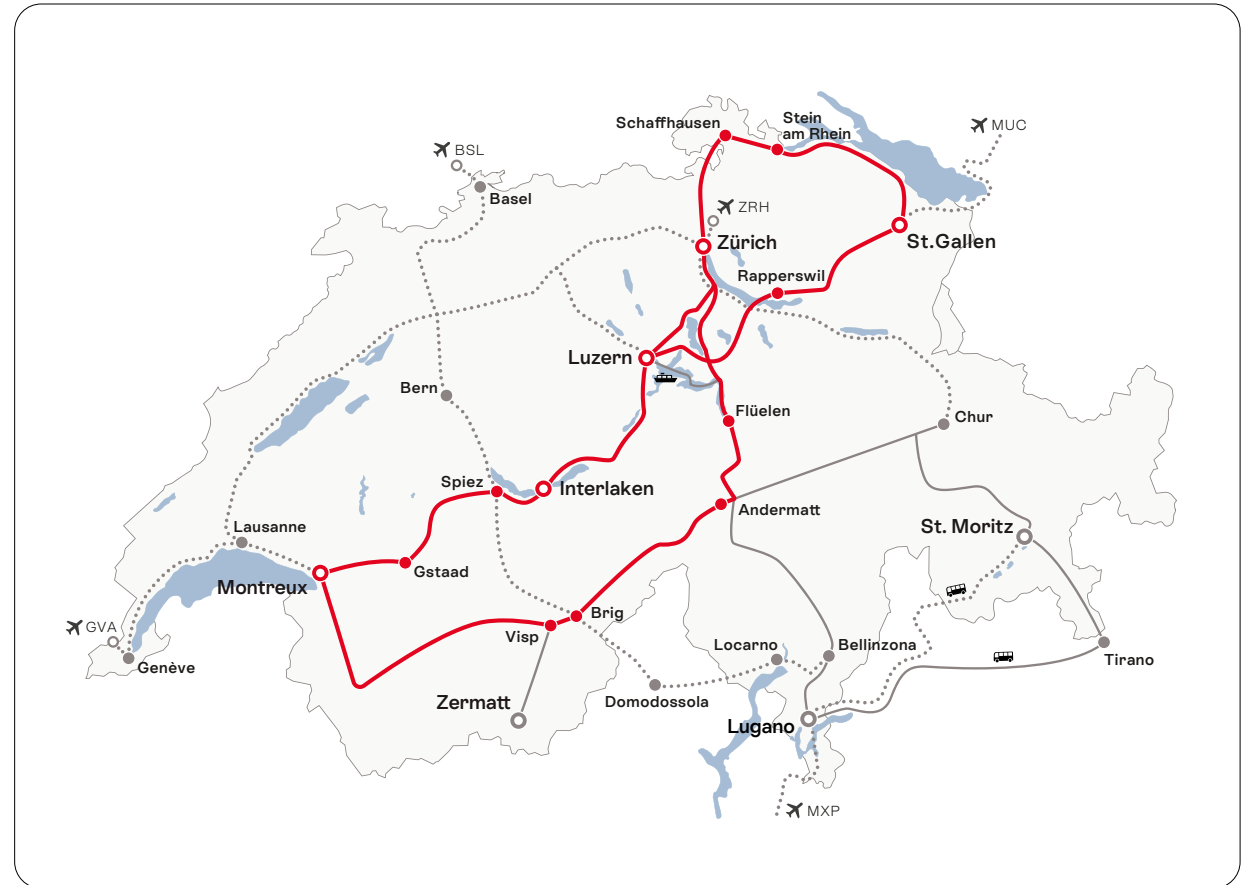 Schaffhausen
Stein
am Rhein
MUC
BSL
Basel
ZRH
Zürich
St.Gallen
Rapperswil
Luzern
Bern
Flüelen
Chur
Spiez
Interlaken
Andermatt
Lausanne
St. Moritz
Gstaad
Montreux
GVA
Genève
Brig
Visp
Locarno
Bellinzona
Tirano
Zermatt
Domodossola
Lugano
MXP